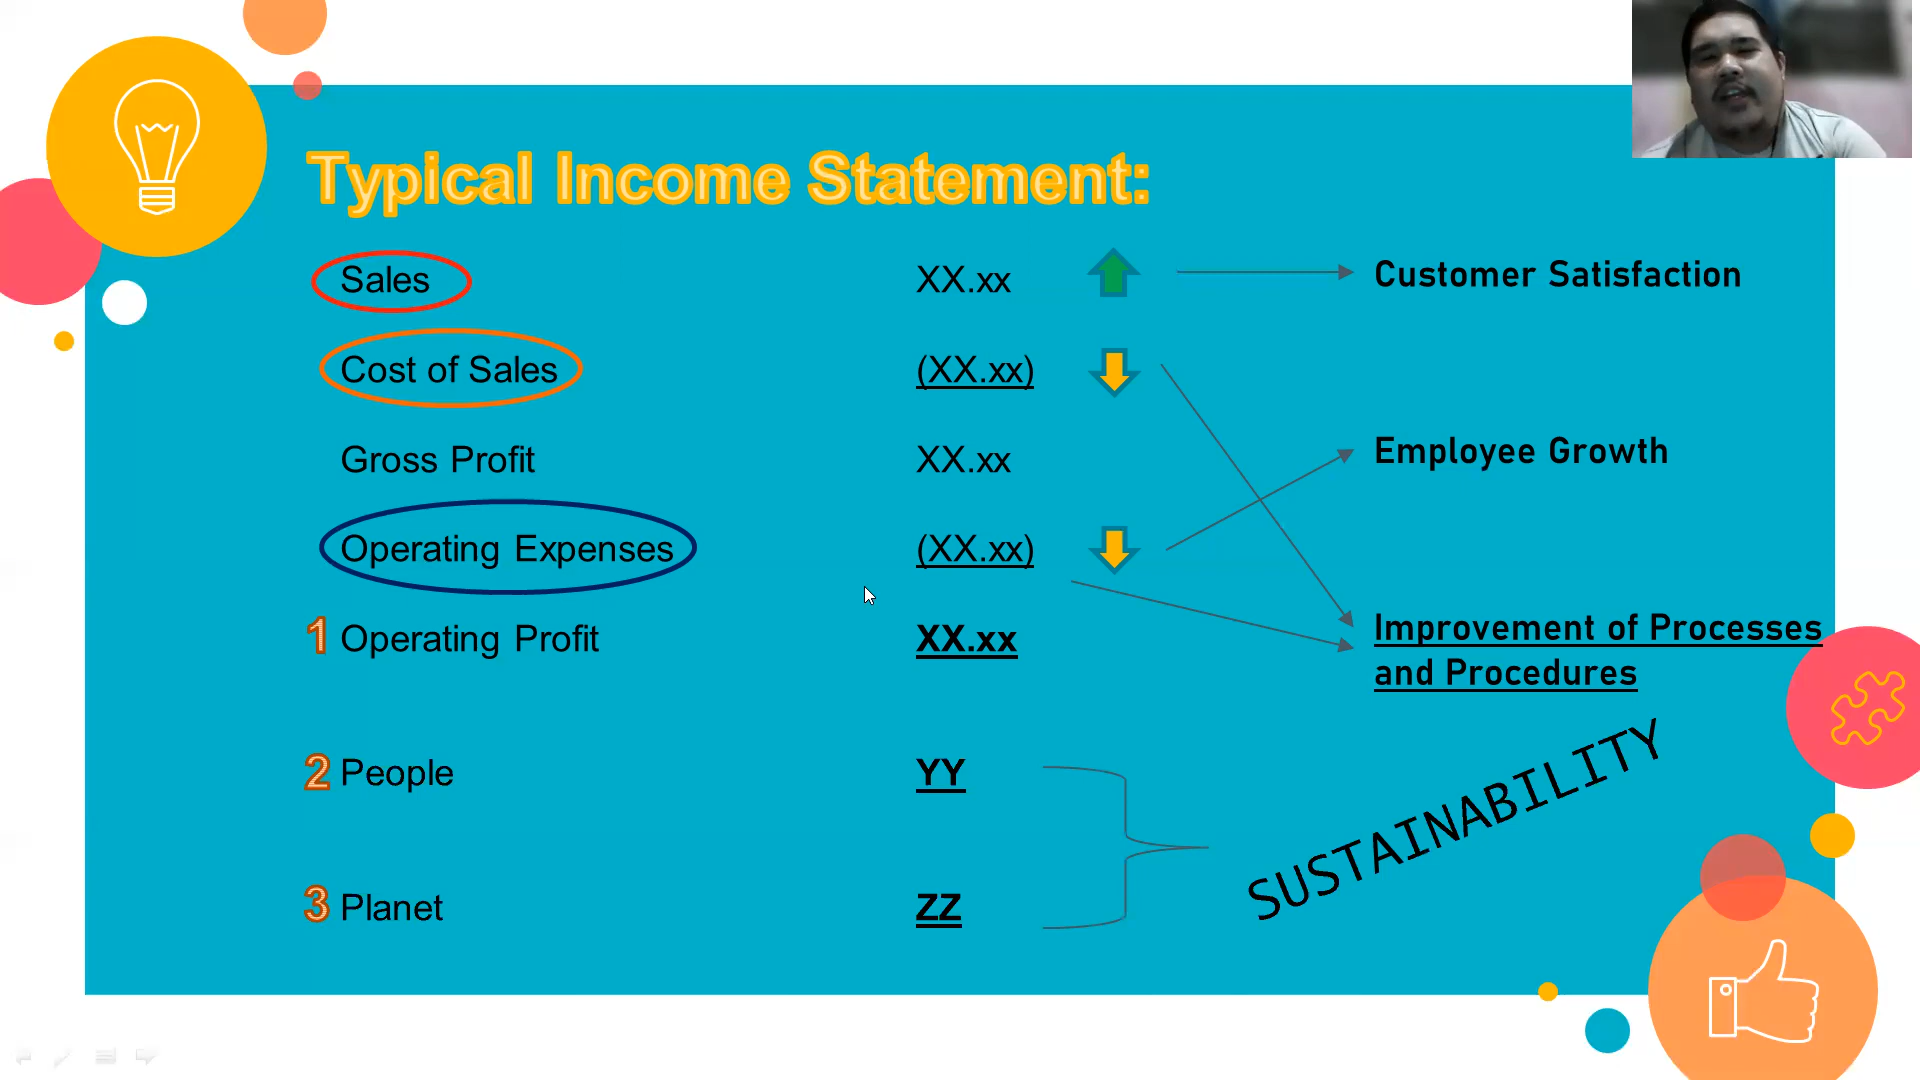 Typical Income Statement:
Sales XX.xx Customer Satisfaction
Cost of Sales (XX.xx)
Gross Profit XX.xx Employee Growth
Operating Expenses (XX.xx)
1 Operating Profit XX.xx Improvement of Processes
and Procedures
2 People YY
SUSTAINABILITY
3 Planet ZZ